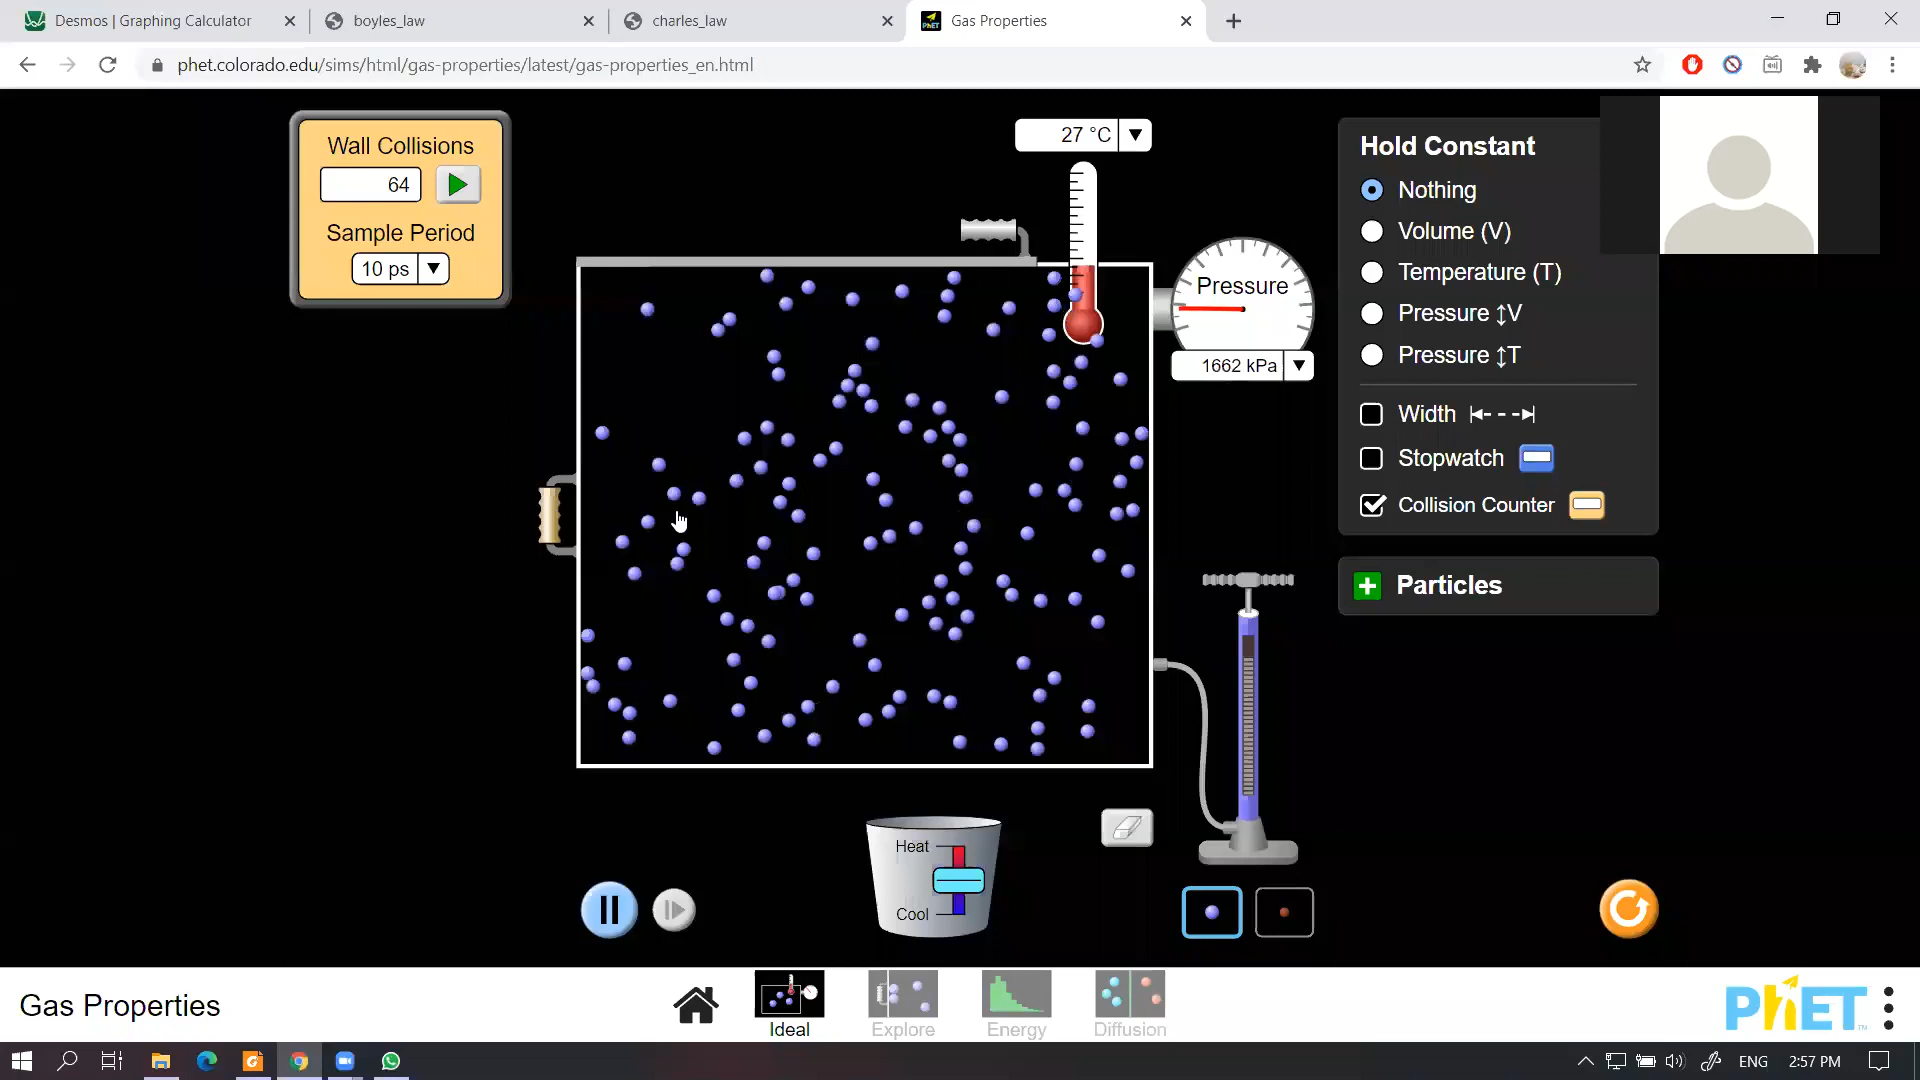 Desmos | Graphing Calculator
boyles_law
charles_law
Gas Properties
phet.colorado.edu/sims/html/gas-properties/latest/gas-properties_en.html
Wall Collisions
64
Sample Period
10 ps
27 °C
Pressure
1662 kPa
Hold Constant
Nothing
Volume (V)
Temperature (T)
Pressure ↕V
Pressure ↕T
Width
Stopwatch
Collision Counter
Particles
Heat
Cool
Gas Properties
Ideal
Explore
Energy
Diffusion
PhET
ENG
2:57 PM